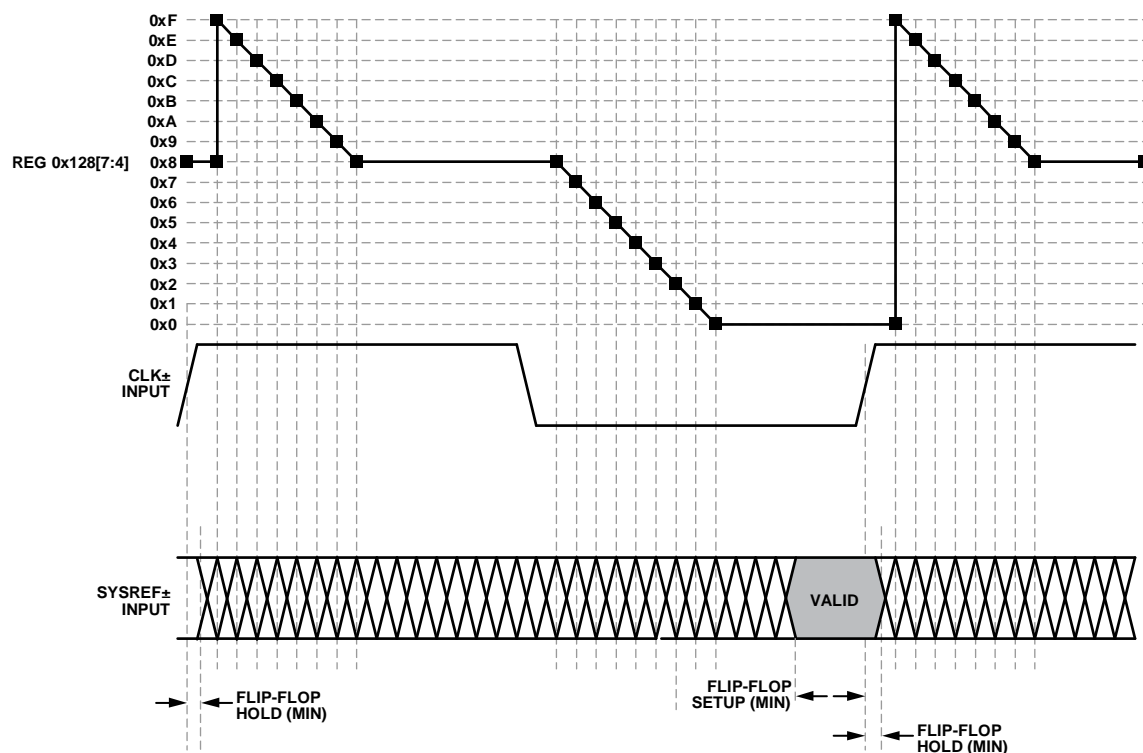 0xF
0xE
0xD
0xC
0xB
0xA
0x9
REG 0x128[7:4] 0x8
0x7
0x6
0x5
0x4
0x3
0x2
0x1
0x0
CLK±
INPUT
SYSREF±
INPUT
VALID
FLIP-FLOP
HOLD (MIN)
FLIP-FLOP
SETUP (MIN)
FLIP-FLOP
HOLD (MIN)